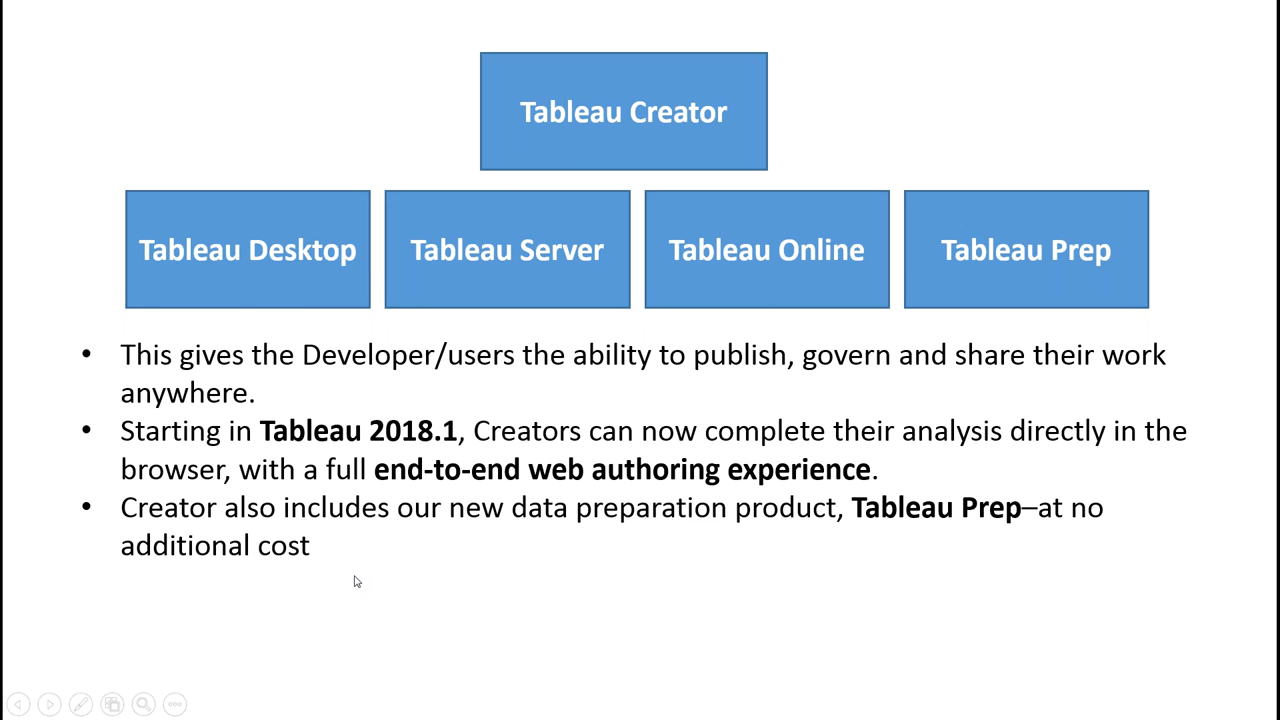 Tableau Creator
Tableau Desktop
Tableau Server
Tableau Online
Tableau Prep
• This gives the Developer/users the ability to publish, govern and share their work
anywhere.
• Starting in Tableau 2018.1, Creators can now complete their analysis directly in the
browser, with a full end-to-end web authoring experience.
• Creator also includes our new data preparation product, Tableau Prep–at no
additional cost